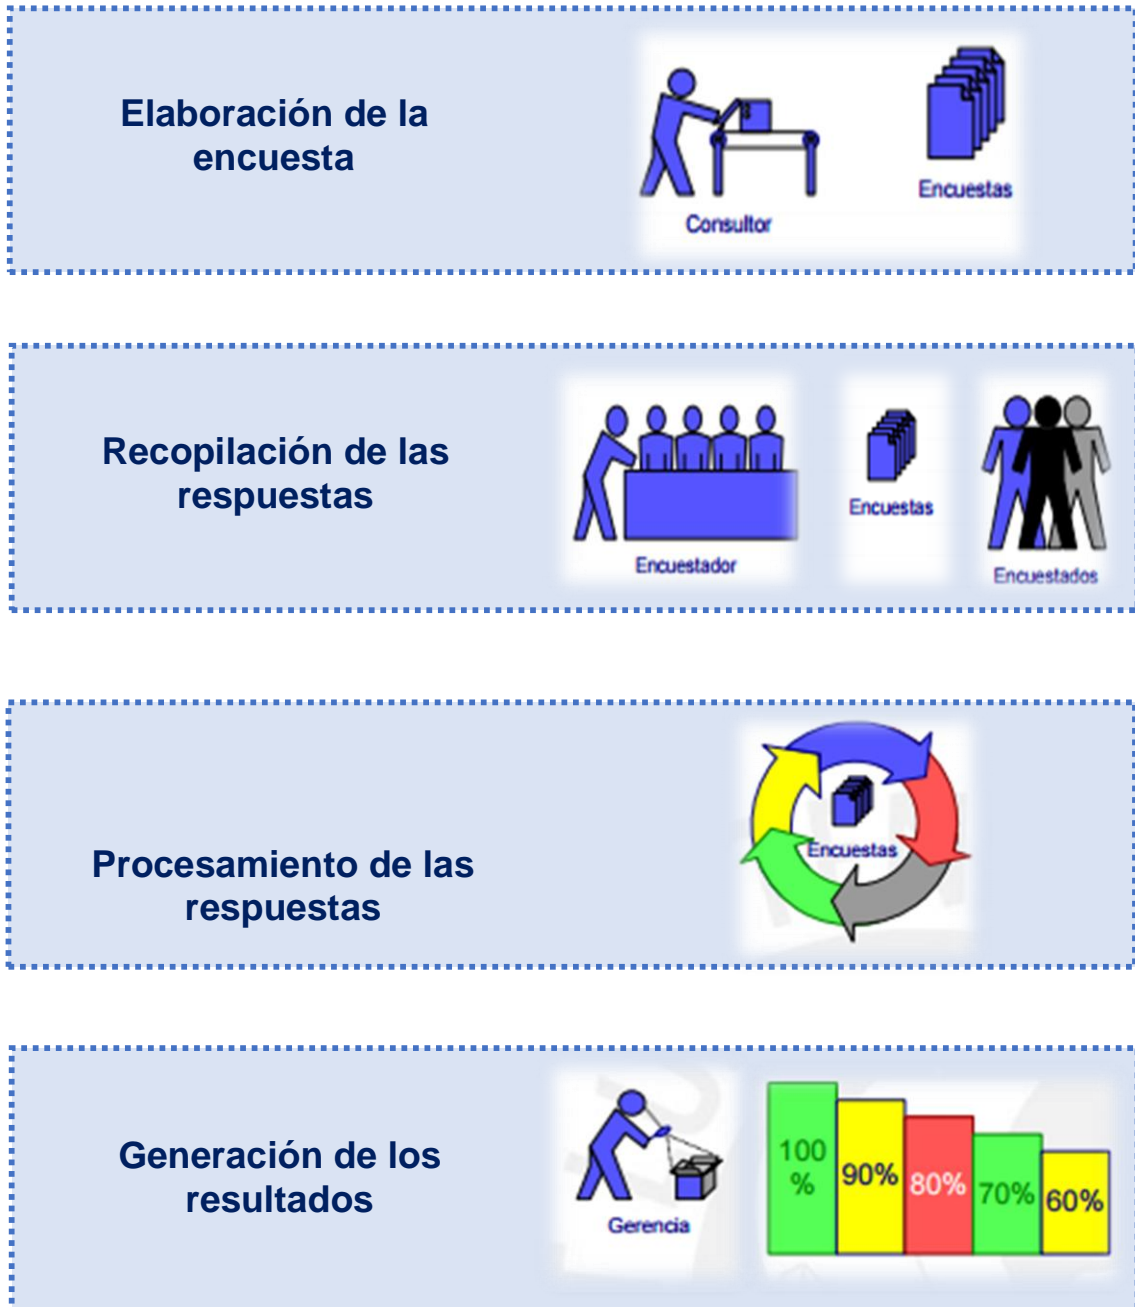 Elaboración de la
encuesta
Consultor
Encuestas
Recopilación de las
respuestas
Encuestador
Encuestas
Encuestados
Procesamiento de las
respuestas
Encuestas
Generación de los
resultados
Gerencia
100
%
90%
80%
70%
60%